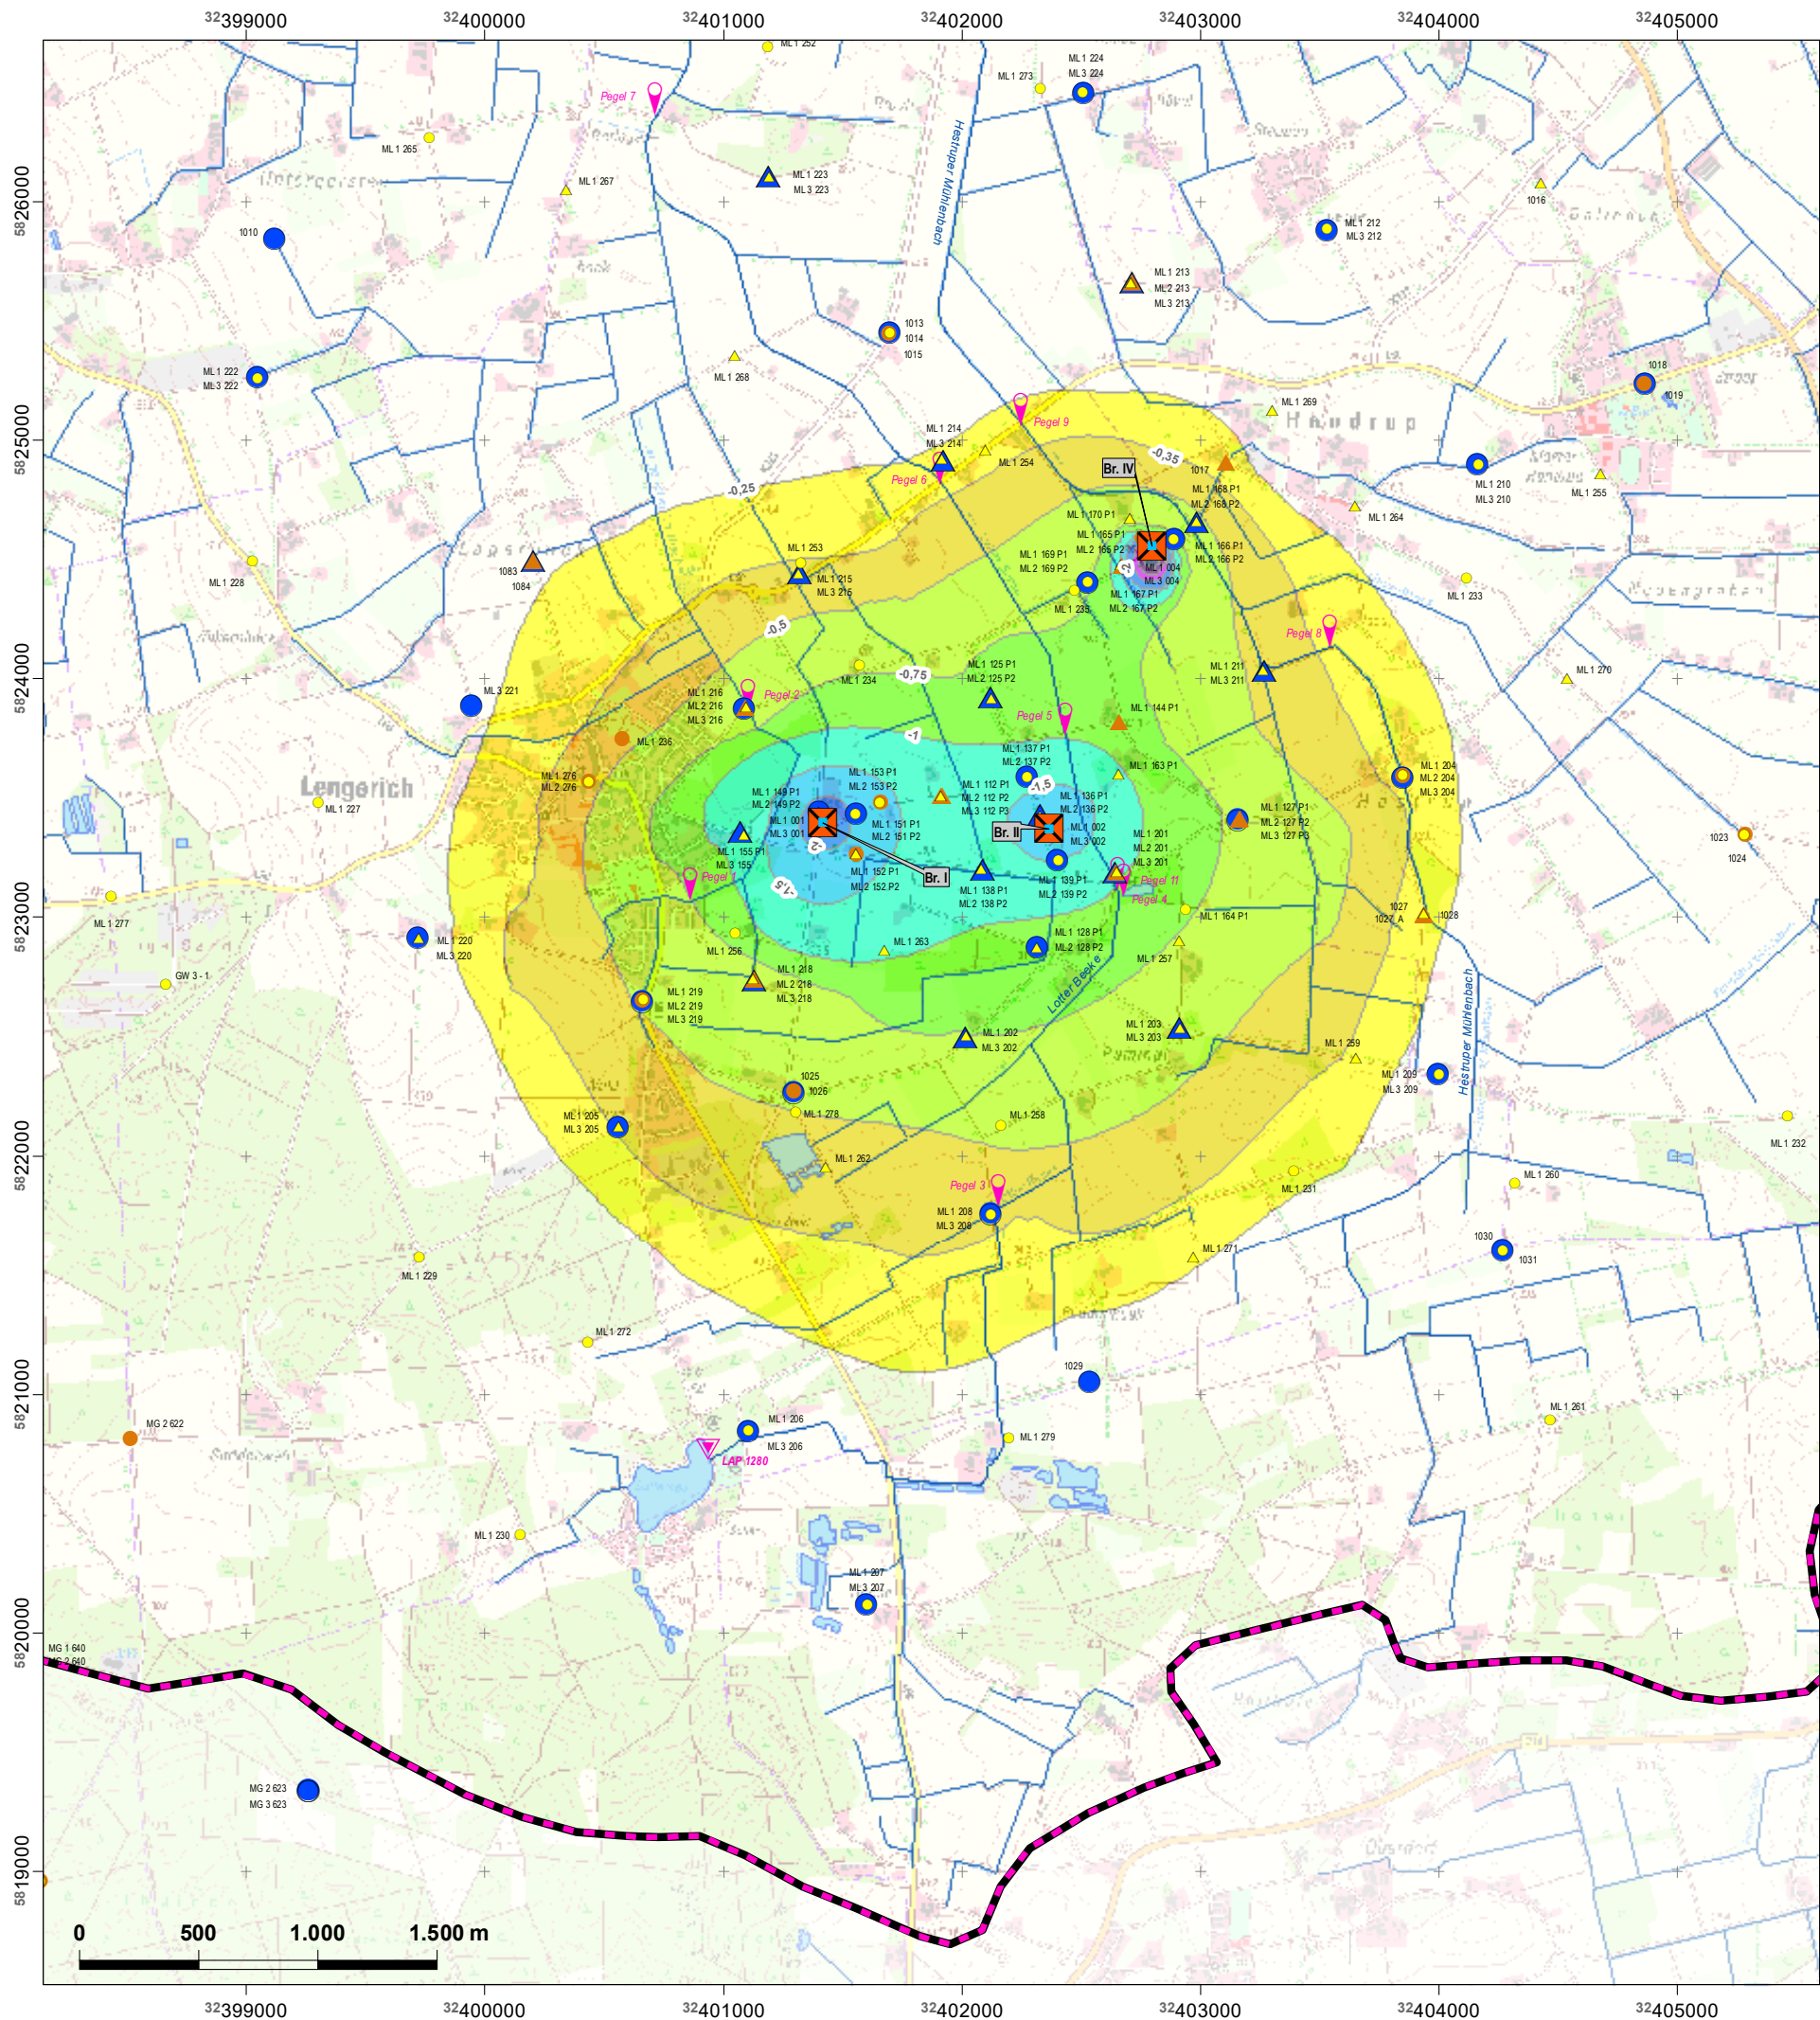 32399000
32400000
32401000
32402000
32403000
32404000
32405000
ML 1 252
ML 1 224
ML 3 224
ML 1 273
Pegel 7
ML 1 265
Hestruper Mühlenbach
ML 1 267
ML 1 223
ML 3 223
1016
5826000
1010
ML 1 212
ML 3 212
ML 1 213
ML 2 213
ML 3 213
1013
1014
1015
ML 1 222
ML 3 222
ML 1 268
1018
1019
ML 1 269
Handrup
Pegel 9
ML 1 214
ML 3 214
ML 1 254
-0,35
5825000
Br. IV
1017
Pegel 6
-0,25
ML 1 168 P1
ML 2 168 P2
ML 1 210
ML 3 210
ML 1 255
ML 1 264
ML 1 170 P1
ML 1 165 P1
ML 2 165 P2
ML 1 166 P1
ML 2 166 P2
ML 1 253
ML 1 169 P1
ML 2 169 P2
-2
ML 1 004
ML 3 004
1083
1084
ML 1 228
ML 1 215
ML 3 215
ML 1 167 P1
ML 2 167 P2
ML 1 235
ML 1 233
-0,5
Pegel 8
5824000
ML 1 234
-0,75
ML 1 125 P1
ML 2 125 P2
ML 1 211
ML 3 211
ML 1 270
ML 3 221
ML 1 216
ML 2 216
ML 3 216
Pegel 2
Pegel 5
ML 1 144 P1
ML 1 236
-1
ML 1 137 P1
ML 2 137 P2
Lengerich
ML 1 276
ML 2 276
ML 1 153 P1
ML 2 153 P2
ML 1 163 P1
ML 1 204
ML 2 204
ML 3 204
-1,5
ML 1 227
ML 1 149 P1
ML 2 149 P2
ML 1 112 P1
ML 2 112 P2
ML 3 112 P3
ML 1 136 P1
ML 2 136 P2
ML 1 001
ML 3 001
ML 1 151 P1
ML 2 151 P2
Br. II
ML 1 002
ML 3 002
ML 1 127 P1
ML 2 127 P2
ML 3 127 P3
-2
ML 1 155 P1
ML 3 155
ML 1 201
ML 2 201
ML 3 201
1023
1024
ML 1 152 P1
ML 2 152 P2
Br. I
Pegel 1
-1,5
ML 1 138 P1
ML 2 138 P2
ML 1 139 P1
ML 2 139 P2
Pegel 11
Pegel 4
5823000
ML 1 277
ML 1 164 P1
1027
1027 A
1028
ML 1 220
ML 3 220
ML 1 256
ML 1 263
ML 1 128 P1
ML 2 128 P2
ML 1 257
GW 3 - 1
ML 1 218
ML 2 218
ML 3 218
Lotter Beeke
ML 1 219
ML 2 219
ML 3 219
ML 1 202
ML 3 202
ML 1 203
ML 3 203
Hestruper Mühlenbach
ML 1 259
ML 1 209
ML 3 209
1025
1026
ML 1 205
ML 3 205
ML 1 278
ML 1 258
ML 1 232
5822000
ML 1 262
ML 1 231
ML 1 260
Pegel 3
ML 1 208
ML 3 208
1030
1031
ML 1 229
ML 1 271
ML 1 272
1029
5821000
ML 1 261
MG 2 622
ML 1 206
ML 3 206
ML 1 279
LAP 1280
ML 1 230
ML 1 207
ML 3 207
5820000
MG 1 640
MG 2 640
MG 2 623
MG 3 623
5819000
0 500 1.000 1.500 m
32399000
32400000
32401000
32402000
32403000
32404000
32405000